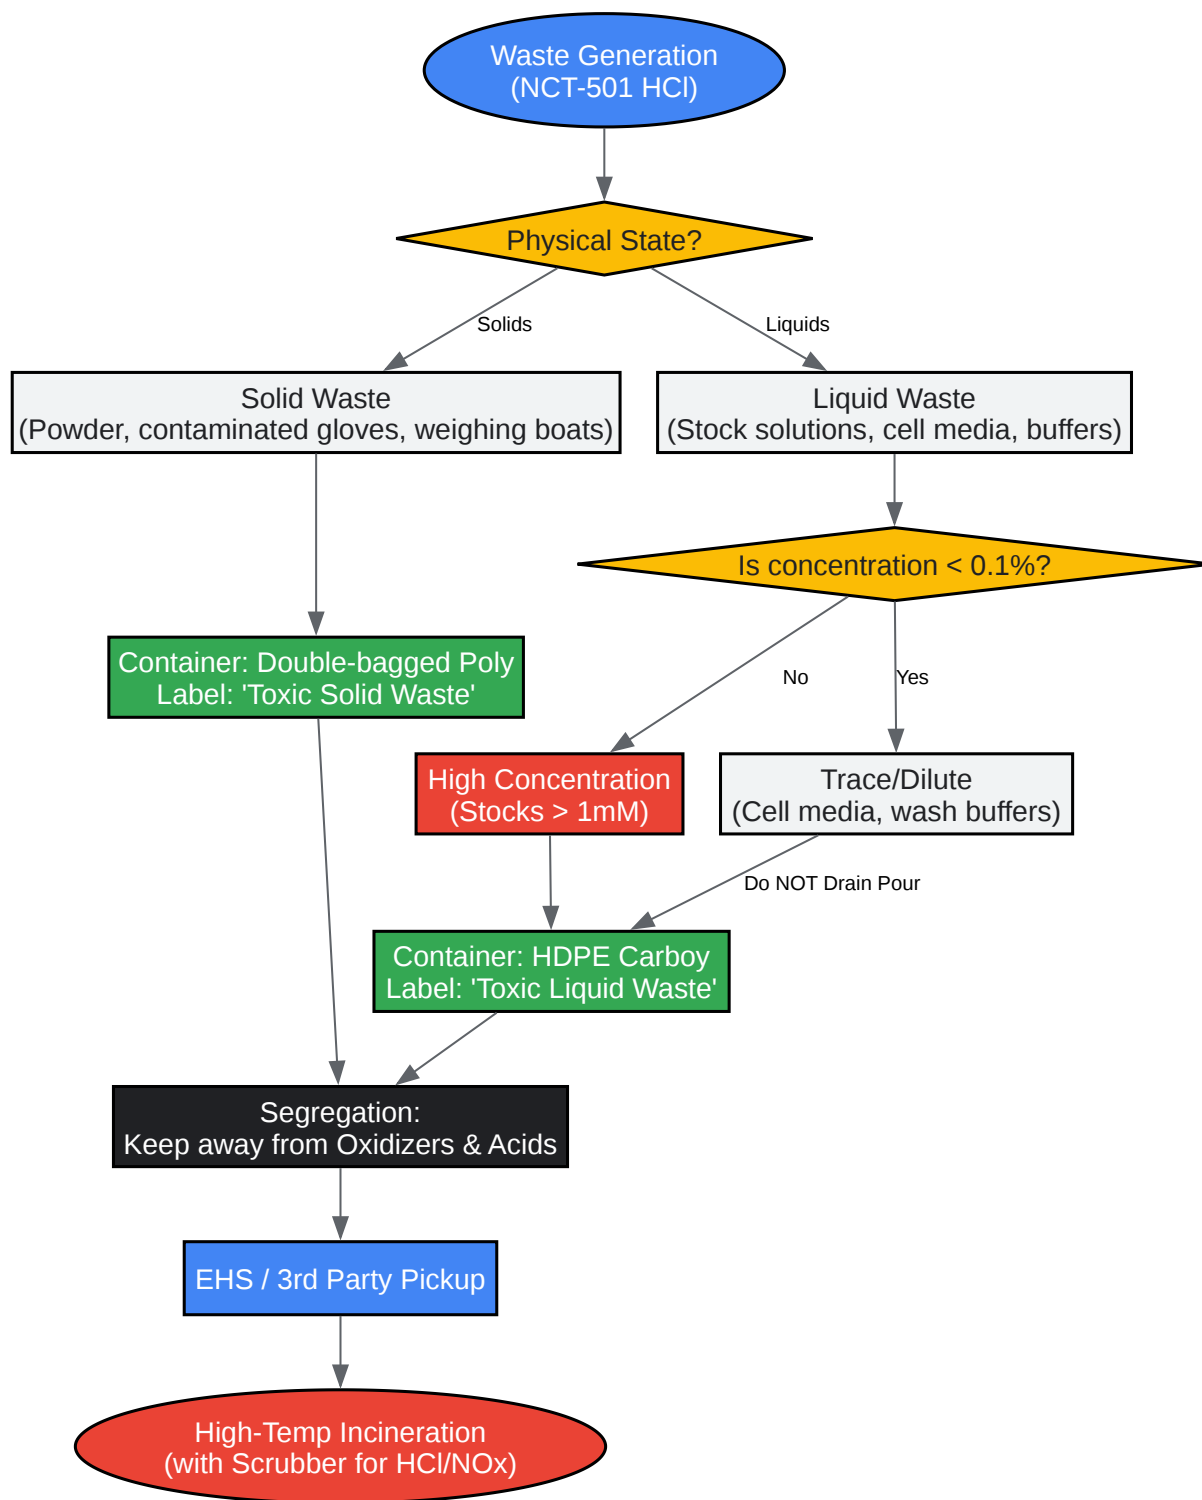 Waste Generation
(NCT-501 HCl)
Physical State?
Solids
Liquids
Solid Waste
(Powder, contaminated gloves, weighing boats)
Liquid Waste
(Stock solutions, cell media, buffers)
Is concentration < 0.1%?
Container: Double-bagged Poly
Label: 'Toxic Solid Waste'
No
Yes
High Concentration
(Stocks > 1mM)
Trace/Dilute
(Cell media, wash buffers)
Do NOT Drain Pour
Container: HDPE Carboy
Label: 'Toxic Liquid Waste'
Segregation:
Keep away from Oxidizers & Acids
EHS / 3rd Party Pickup
High-Temp Incineration
(with Scrubber for HCl/NOx)